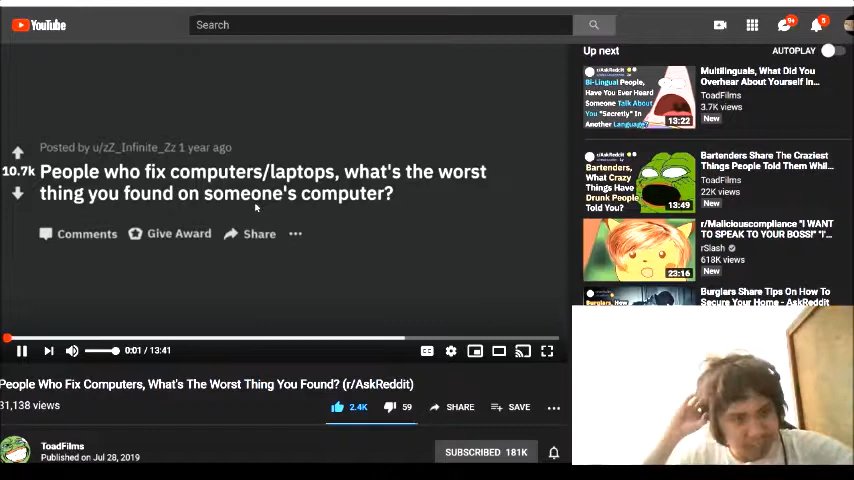 YouTube
Search
9+
5
Up next
AUTOPLAY
Posted by u/zZ_Infinite_Zz 1 year ago
10.7k
People who fix computers/laptops, what's the worst
thing you found on someone's computer?
Comments
Give Award
Share
0:01 / 13:41
People Who Fix Computers, What's The Worst Thing You Found? (r/AskReddit)
31,138 views
2.4K
59
SHARE
SAVE
ToadFilms
Published on Jul 28, 2019
SUBSCRIBED 181K
r/AskReddit
Bi-Lingual People,
Have You Ever Heard
Someone Talk About
You "Secretly" In
Another Language?
13:22
Multilinguals, What Did You
Overhear About Yourself In...
ToadFilms
3.7K views
New
r/AskReddit
Bartenders,
What Crazy
Things Have
Drunk People
Told You?
13:49
Bartenders Share The Craziest
Things People Told Them Whil...
ToadFilms
22K views
New
23:16
r/Maliciouscompliance "I WANT
TO SPEAK TO YOUR BOSS!" "I'...
rSlash
618K views
New
Burglars, How
Burglars Share Tips On How To
Secure Your Home - AskReddit